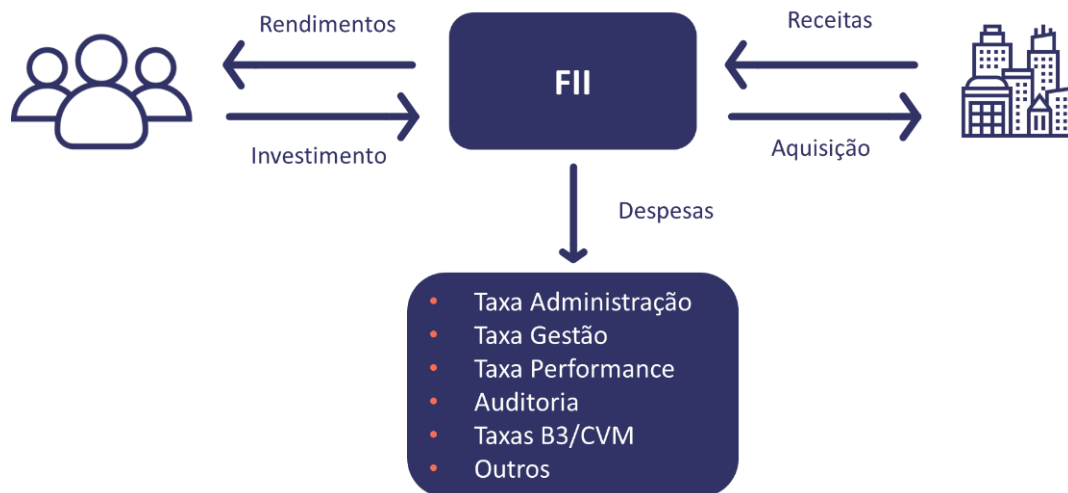 Rendimentos
Receitas
FII
Investimento
Aquisição
Despesas
• Taxa Administração
• Taxa Gestão
• Taxa Performance
• Auditoria
• Taxas B3/CVM
• Outros